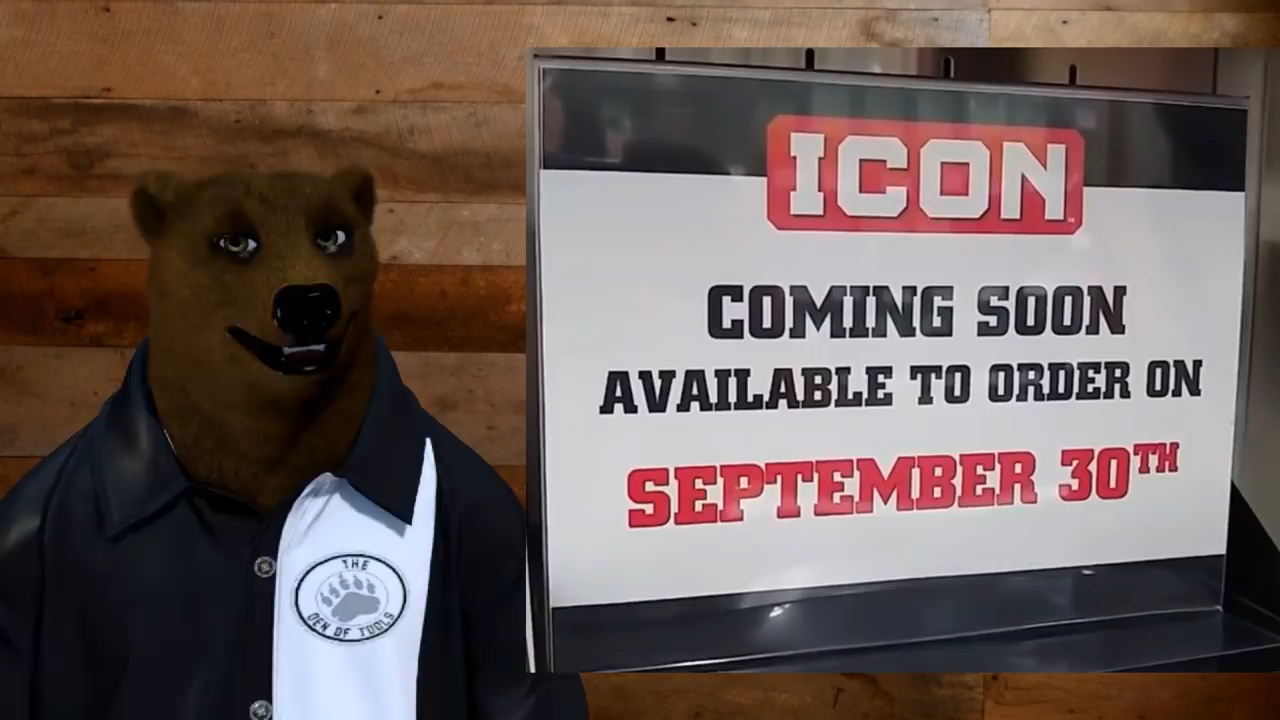 ICON
COMING SOON
AVAILABLE TO ORDER ON
SEPTEMBER 30TH
THE
DEN OF TOOLS